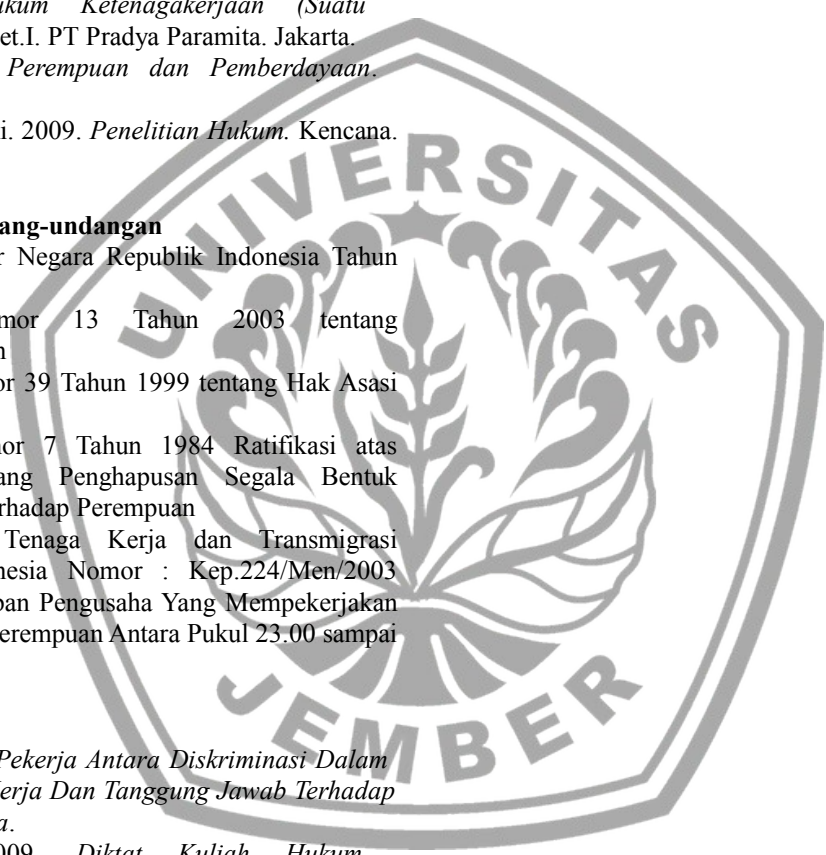 ukum Ketenagakerjaan (Suatu
et.I. PT Pradya Paramita. Jakarta.
Perempuan dan Pemberdayaan.
i. 2009. Penelitian Hukum. Kencana.
ang-undangan
r Negara Republik Indonesia Tahun
mor 13 Tahun 2003 tentang
n
or 39 Tahun 1999 tentang Hak Asasi
nor 7 Tahun 1984 Ratifikasi atas
ang Penghapusan Segala Bentuk
rhadap Perempuan
Tenaga Kerja dan Transmigrasi
nesia Nomor : Kep.224/Men/2003
ban Pengusaha Yang Mempekerjakan
Perempuan Antara Pukul 23.00 sampai
Pekerja Antara Diskriminasi Dalam
Kerja Dan Tanggung Jawab Terhadap
a.
009. Diktat Kuliah Hukum
UNIVERSITAS
JEMBER